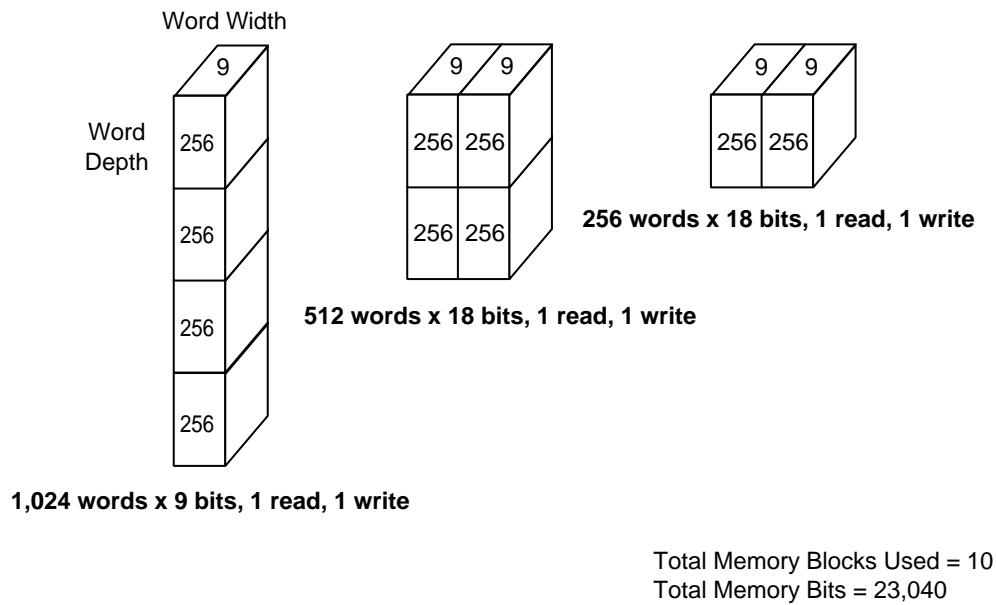 Word Width
9
Word
Depth
256
256
256
256
1,024 words x 9 bits, 1 read, 1 write
9 9
256 256
256 256
512 words x 18 bits, 1 read, 1 write
9 9
256 256
256 words x 18 bits, 1 read, 1 write
Total Memory Blocks Used = 10
Total Memory Bits = 23,040